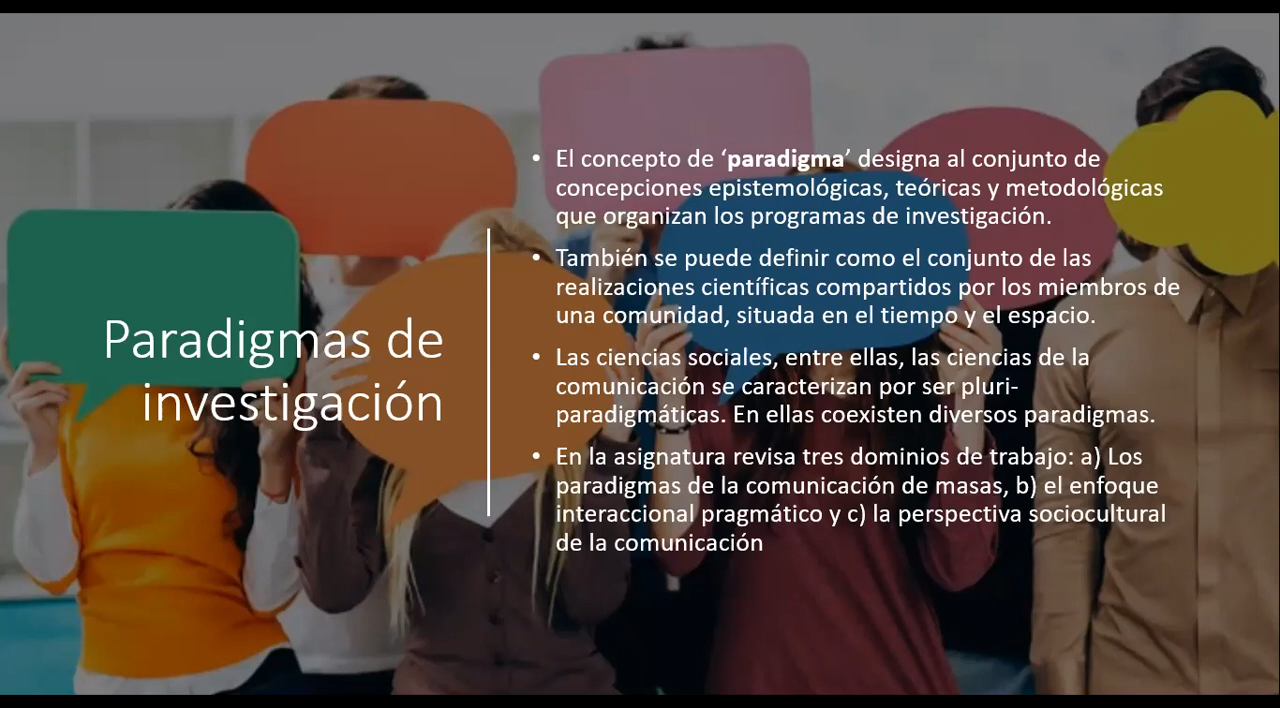 Paradigmas de
investigación
• El concepto de ‘paradigma’ designa al conjunto de
concepciones epistemológicas, teóricas y metodológicas
que organizan los programas de investigación.
• También se puede definir como el conjunto de las
realizaciones científicas compartidos por los miembros de
una comunidad, situada en el tiempo y el espacio.
• Las ciencias sociales, entre ellas, las ciencias de la
comunicación se caracterizan por ser pluri-
paradigmáticas. En ellas coexisten diversos paradigmas.
• En la asignatura revisa tres dominios de trabajo: a) Los
paradigmas de la comunicación de masas, b) el enfoque
interaccional pragmático y c) la perspectiva sociocultural
de la comunicación